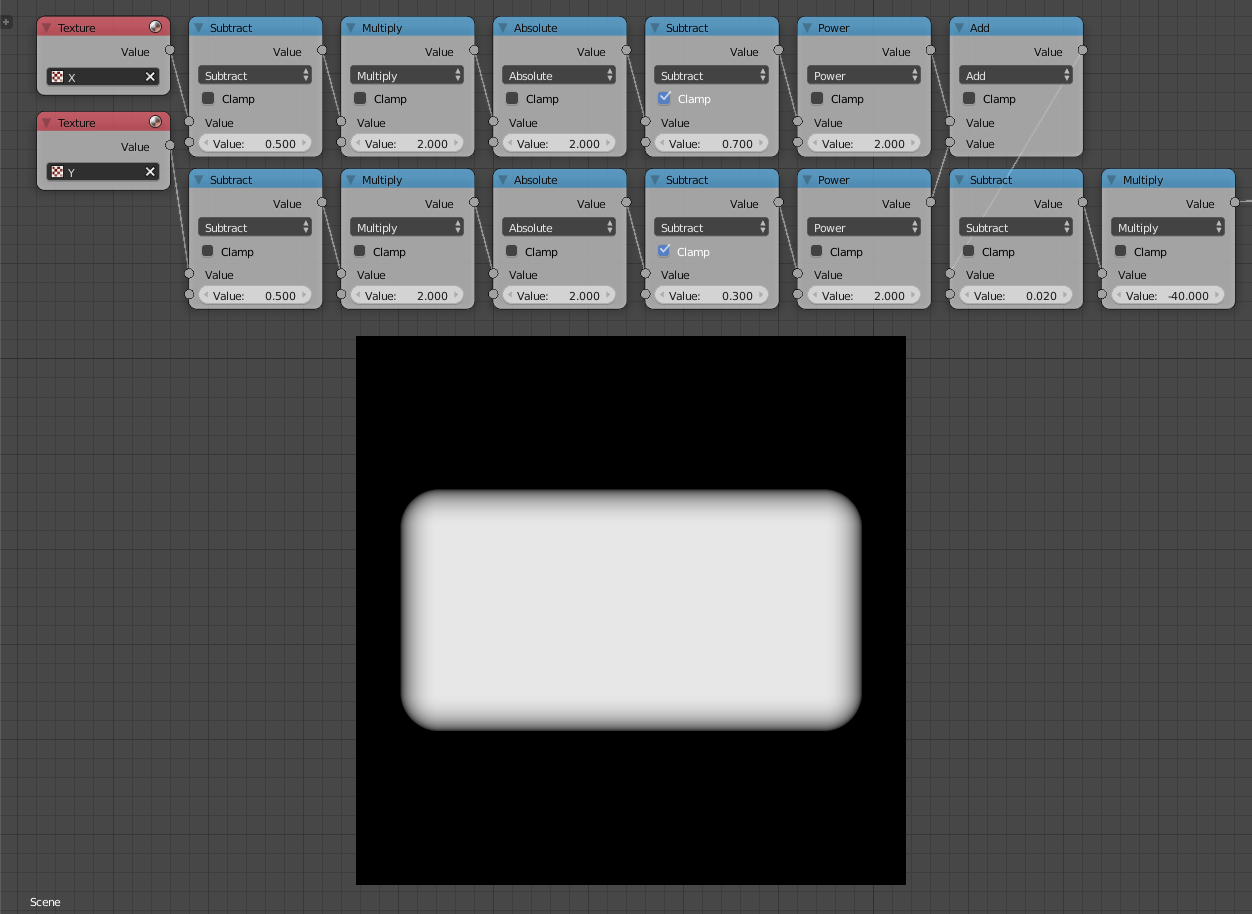 Texture
Value
X
Subtract
Value
Subtract
Clamp
Value
Value: 0.500
Multiply
Value
Multiply
Clamp
Value
Value: 2.000
Absolute
Value
Absolute
Clamp
Value
Value: 2.000
Subtract
Value
Subtract
Clamp
Value
Value: 0.700
Power
Value
Power
Clamp
Value
Value: 2.000
Add
Value
Add
Clamp
Value
Value
Texture
Value
Y
Subtract
Value
Subtract
Clamp
Value
Value: 0.500
Multiply
Value
Multiply
Clamp
Value
Value: 2.000
Absolute
Value
Absolute
Clamp
Value
Value: 2.000
Subtract
Value
Subtract
Clamp
Value
Value: 0.300
Power
Value
Power
Clamp
Value
Value: 2.000
Subtract
Value
Subtract
Clamp
Value
Value: 0.020
Multiply
Value
Multiply
Clamp
Value
Value: -40.000
Scene